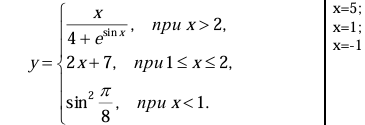 y = { x / (4 + e^sin x), при x > 2,
2x + 7, при 1 ≤ x ≤ 2,
sin² π/8, при x < 1.
x=5;
x=1;
x=-1